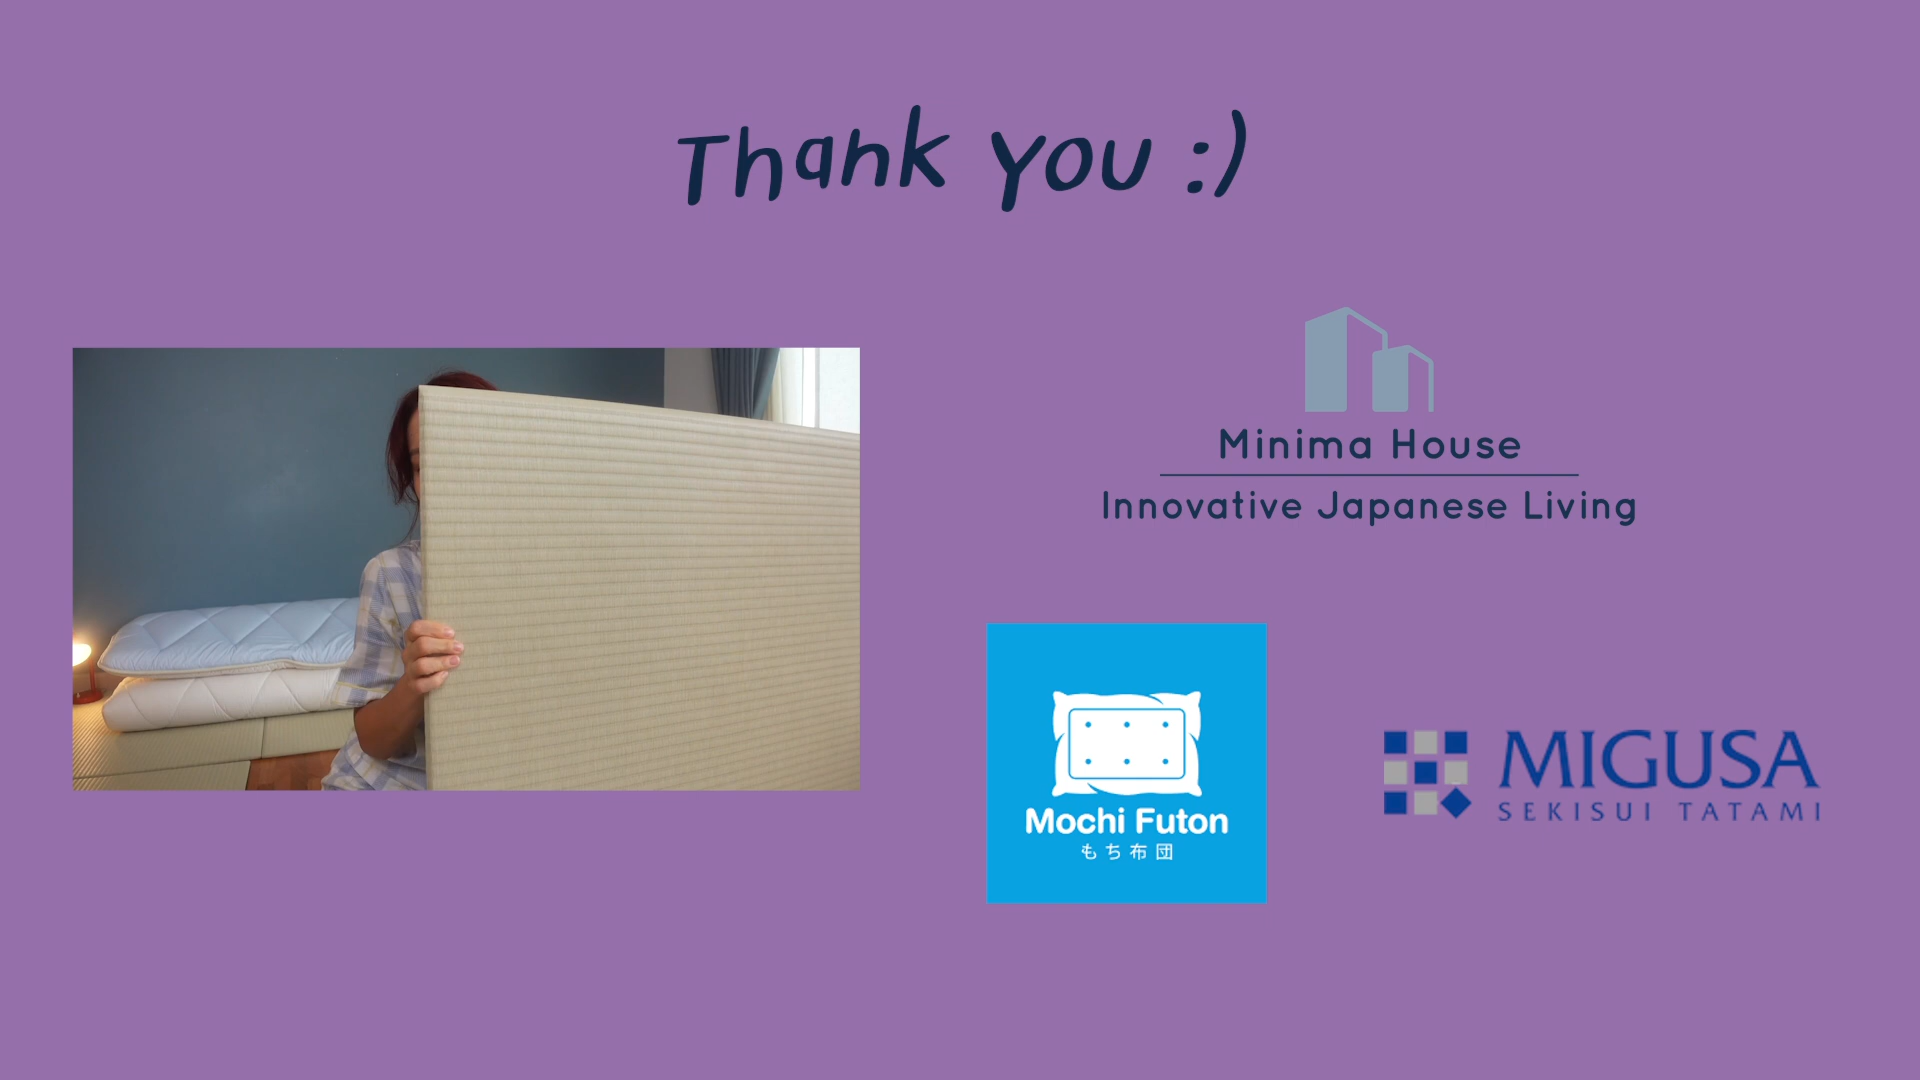 Thank you :)
Minima House
Innovative Japanese Living
Mochi Futon
もち布団
MIGUSA
SEKISUI TATAMI